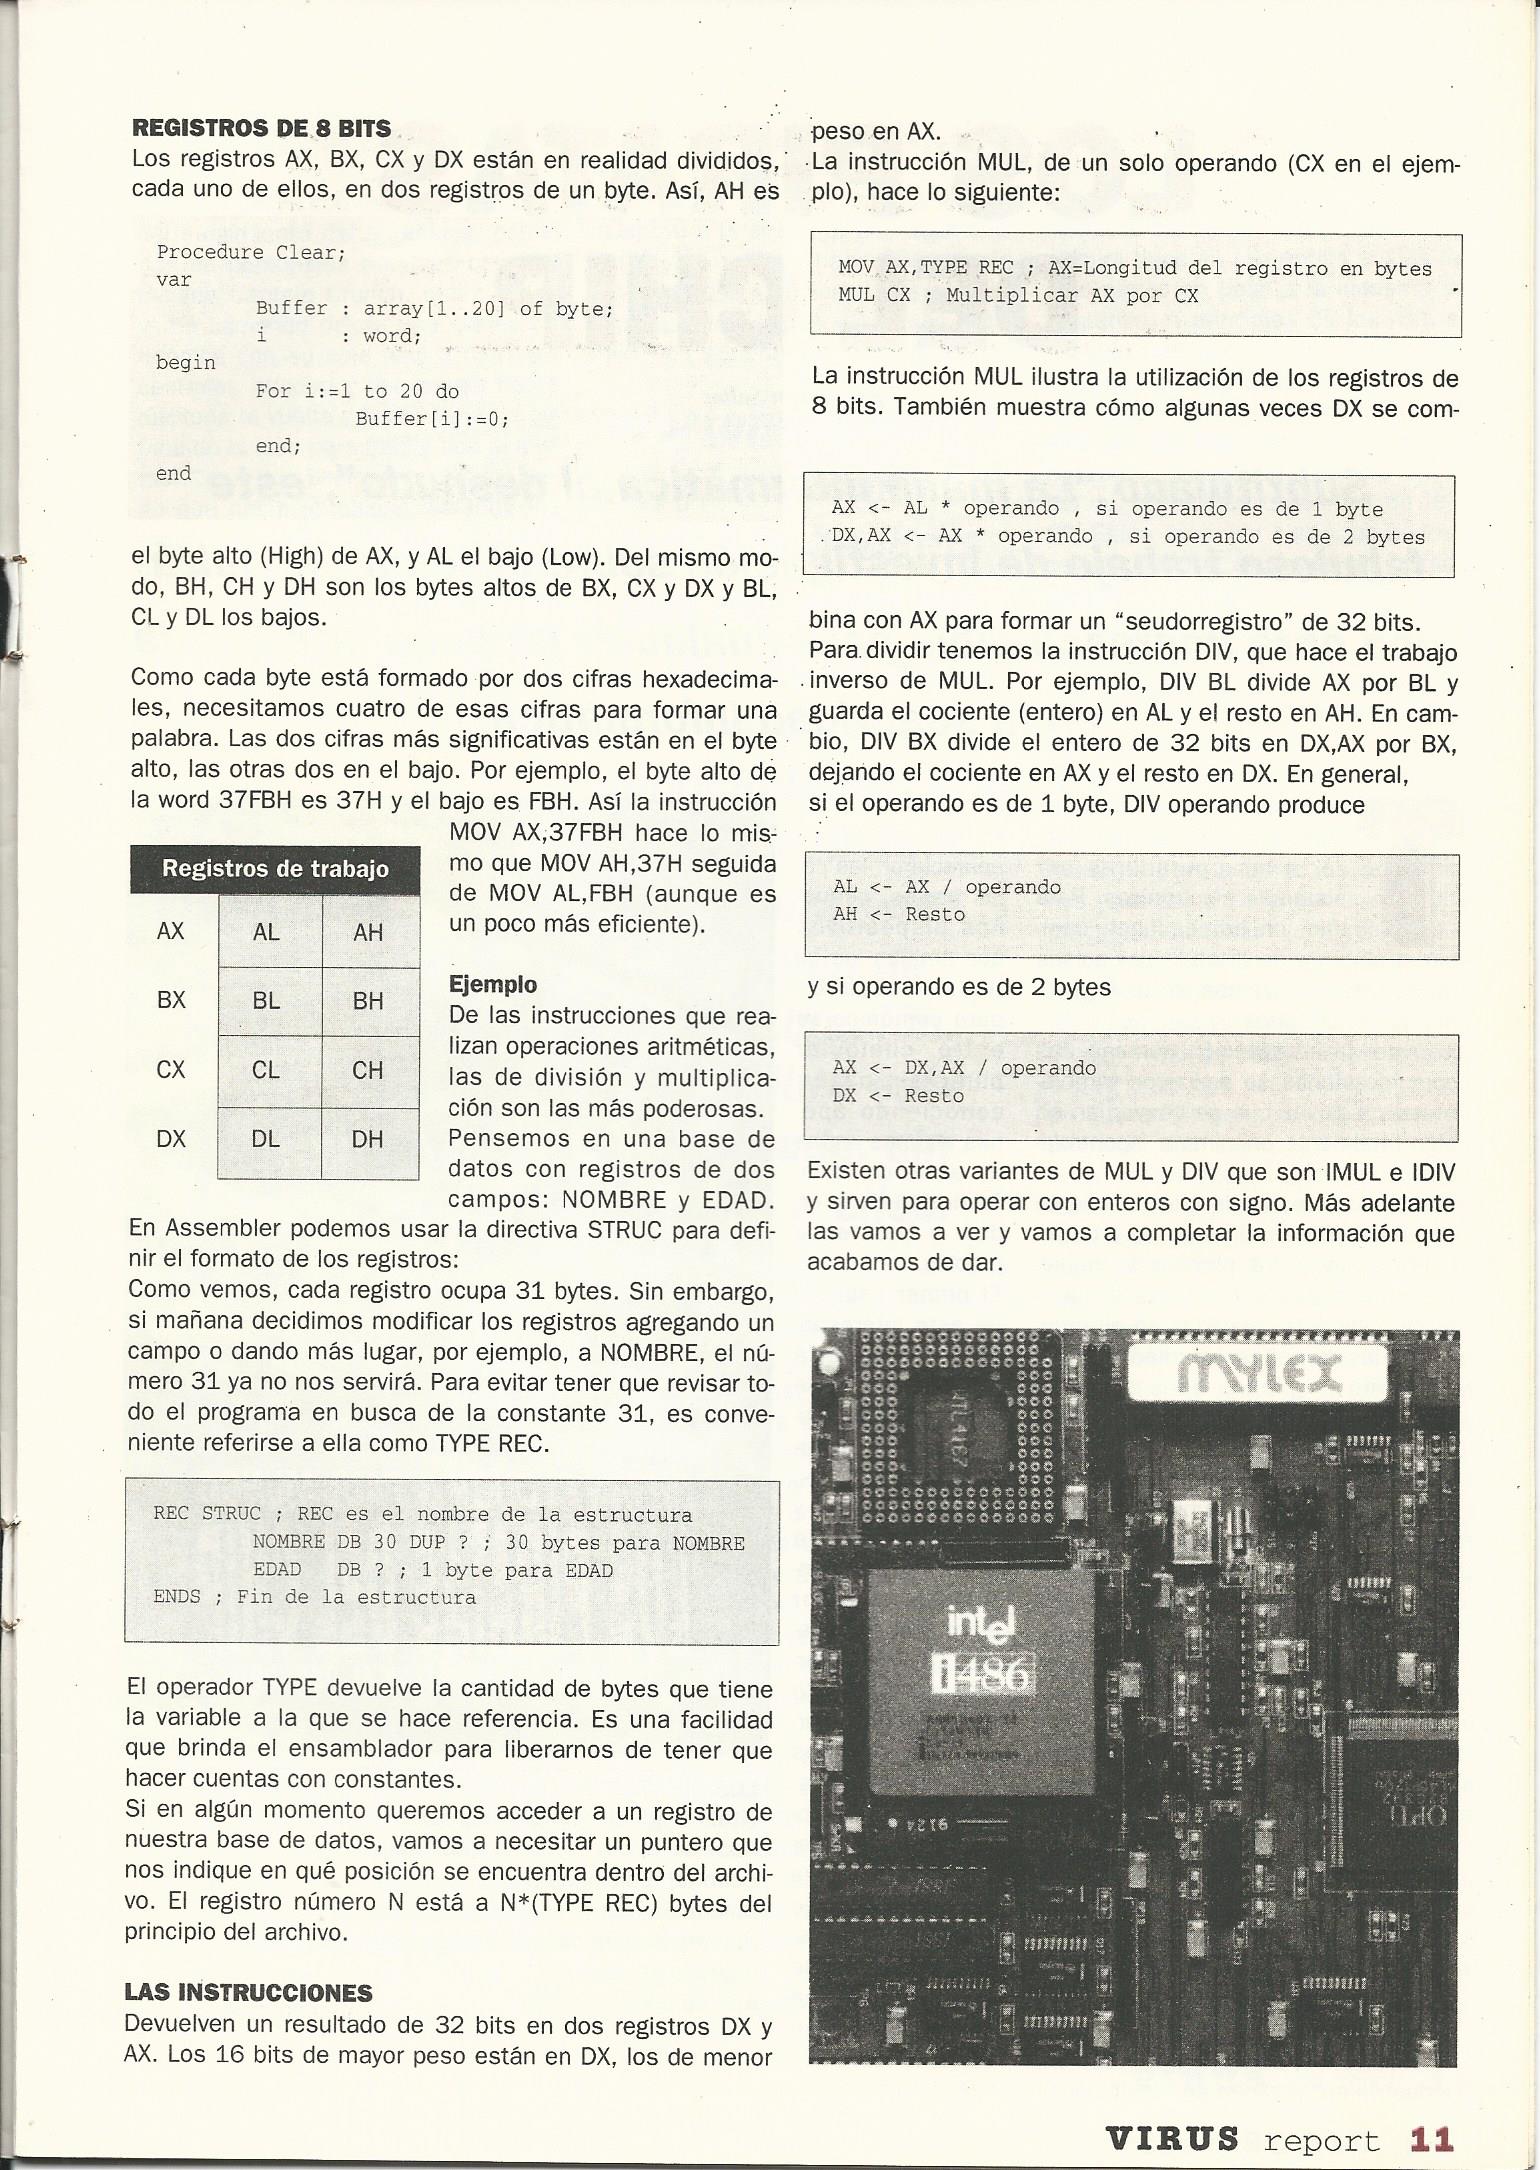 REGISTROS DE 8 BITS
Los registros AX, BX, CX y DX están en realidad divididos,
cada uno de ellos, en dos registros de un byte. Así, AH es
Procedure Clear;
var
Buffer : array[1..20] of byte;
i : word;
begin
For i:=1 to 20 do
Buffer[i]:=0;
end;
end
el byte alto (High) de AX, y AL el bajo (Low). Del mismo mo-
do, BH, CH y DH son los bytes altos de BX, CX y DX y BL,
CL y DL los bajos.
Como cada byte está formado por dos cifras hexadecima-
les, necesitamos cuatro de esas cifras para formar una
palabra. Las dos cifras más significativas están en el byte
alto, las otras dos en el bajo. Por ejemplo, el byte alto de
la word 37FBH es 37H y el bajo es FBH. Así la instrucción
MOV AX,37FBH hace lo mis-
mo que MOV AH,37H seguida
de MOV AL,FBH (aunque es
un poco más eficiente).
Registros de trabajo
AX AL AH
BX BL BH
CX CL CH
DX DL DH
Ejemplo
De las instrucciones que rea-
lizan operaciones aritméticas,
las de división y multiplica-
ción son las más poderosas.
Pensemos en una base de
datos con registros de dos
campos: NOMBRE y EDAD.
En Assembler podemos usar la directiva STRUC para defi-
nir el formato de los registros:
Como vemos, cada registro ocupa 31 bytes. Sin embargo,
si mañana decidimos modificar los registros agregando un
campo o dando más lugar, por ejemplo, a NOMBRE, el nú-
mero 31 ya no nos servirá. Para evitar tener que revisar to-
do el programa en busca de la constante 31, es conve-
niente referirse a ella como TYPE REC.
REC STRUC ; REC es el nombre de la estructura
NOMBRE DB 30 DUP ? ; 30 bytes para NOMBRE
EDAD DB ? ; 1 byte para EDAD
ENDS ; Fin de la estructura
El operador TYPE devuelve la cantidad de bytes que tiene
la variable a la que se hace referencia. Es una facilidad
que brinda el ensamblador para liberarnos de tener que
hacer cuentas con constantes.
Si en algún momento queremos acceder a un registro de
nuestra base de datos, vamos a necesitar un puntero que
nos indique en qué posición se encuentra dentro del archi-
vo. El registro número N está a N*(TYPE REC) bytes del
principio del archivo.
LAS INSTRUCCIONES
Devuelven un resultado de 32 bits en dos registros DX y
AX. Los 16 bits de mayor peso están en DX, los de menor
peso en AX.
La instrucción MUL, de un solo operando (CX en el ejem-
plo), hace lo siguiente:
MOV AX,TYPE REC ; AX=Longitud del registro en bytes
MUL CX ; Multiplicar AX por CX
La instrucción MUL ilustra la utilización de los registros de
8 bits. También muestra cómo algunas veces DX se com-
AX <- AL * operando , si operando es de 1 byte
DX,AX <- AX * operando , si operando es de 2 bytes
bina con AX para formar un “seudorregistro” de 32 bits.
Para dividir tenemos la instrucción DIV, que hace el trabajo
inverso de MUL. Por ejemplo, DIV BL divide AX por BL y
guarda el cociente (entero) en AL y el resto en AH. En cam-
bio, DIV BX divide el entero de 32 bits en DX,AX por BX,
dejando el cociente en AX y el resto en DX. En general,
si el operando es de 1 byte, DIV operando produce
AL <- AX / operando
AH <- Resto
y si operando es de 2 bytes
AX <- DX,AX / operando
DX <- Resto
Existen otras variantes de MUL y DIV que son IMUL e IDIV
y sirven para operar con enteros con signo. Más adelante
las vamos a ver y vamos a completar la información que
acabamos de dar.
MYLEX
intel
i486
9124
OPTi
VIRUS report 11